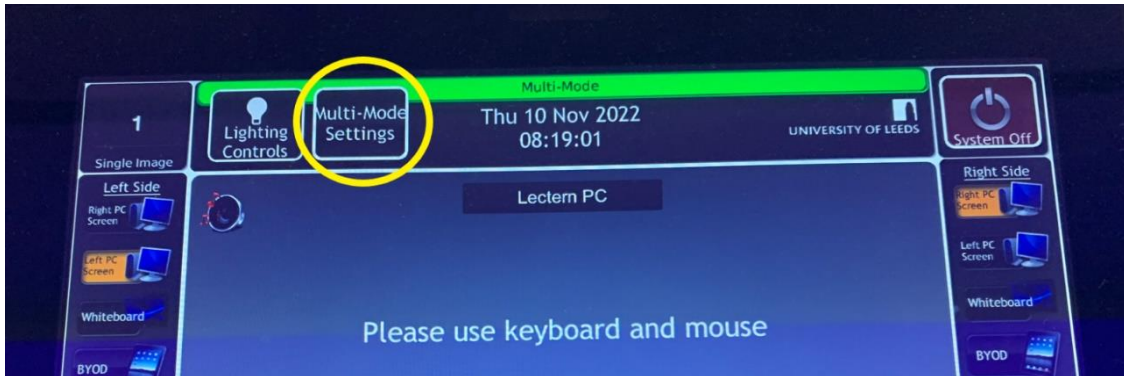 Multi-Mode
1
Single Image
Lighting
Controls
Multi-Mode
Settings
Thu 10 Nov 2022
08:19:01
UNIVERSITY OF LEEDS
System Off
Left Side
Right PC
Screen
Left PC
Screen
Whiteboard
BYOD
Lectern PC
Please use keyboard and mouse
Right Side
Right PC
Screen
Left PC
Screen
Whiteboard
BYOD